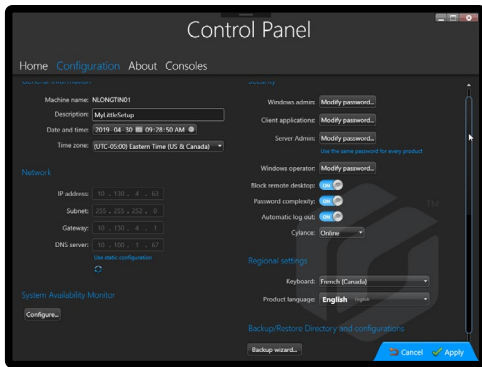 Control Panel
Home Configuration About Consoles
General information
Machine name: NLONGTIN01
Description: MyLittleSetup
Date and time: 2019 - 04 - 30 09:28:50 AM
Time zone: (UTC-05:00) Eastern Time (US & Canada)
Network
IP address: 10 . 130 . 4 . 63
Subnet: 255 . 255 . 252 . 0
Gateway: 10 . 130 . 4 . 1
DNS server: 10 . 100 . 1 . 67
Use static configuration
System Availability Monitor
Configure...
Security
Windows admin: Modify password...
Client applications: Modify password...
Server Admin: Modify password...
Use the same password for every product
Windows operator: Modify password...
Block remote desktop: ON
Password complexity: ON
Automatic log out: ON
Cylance: Online
TM
Regional settings
Keyboard: French (Canada)
Product language: English English
Backup/Restore Directory and configurations
Backup wizard...
Cancel Apply